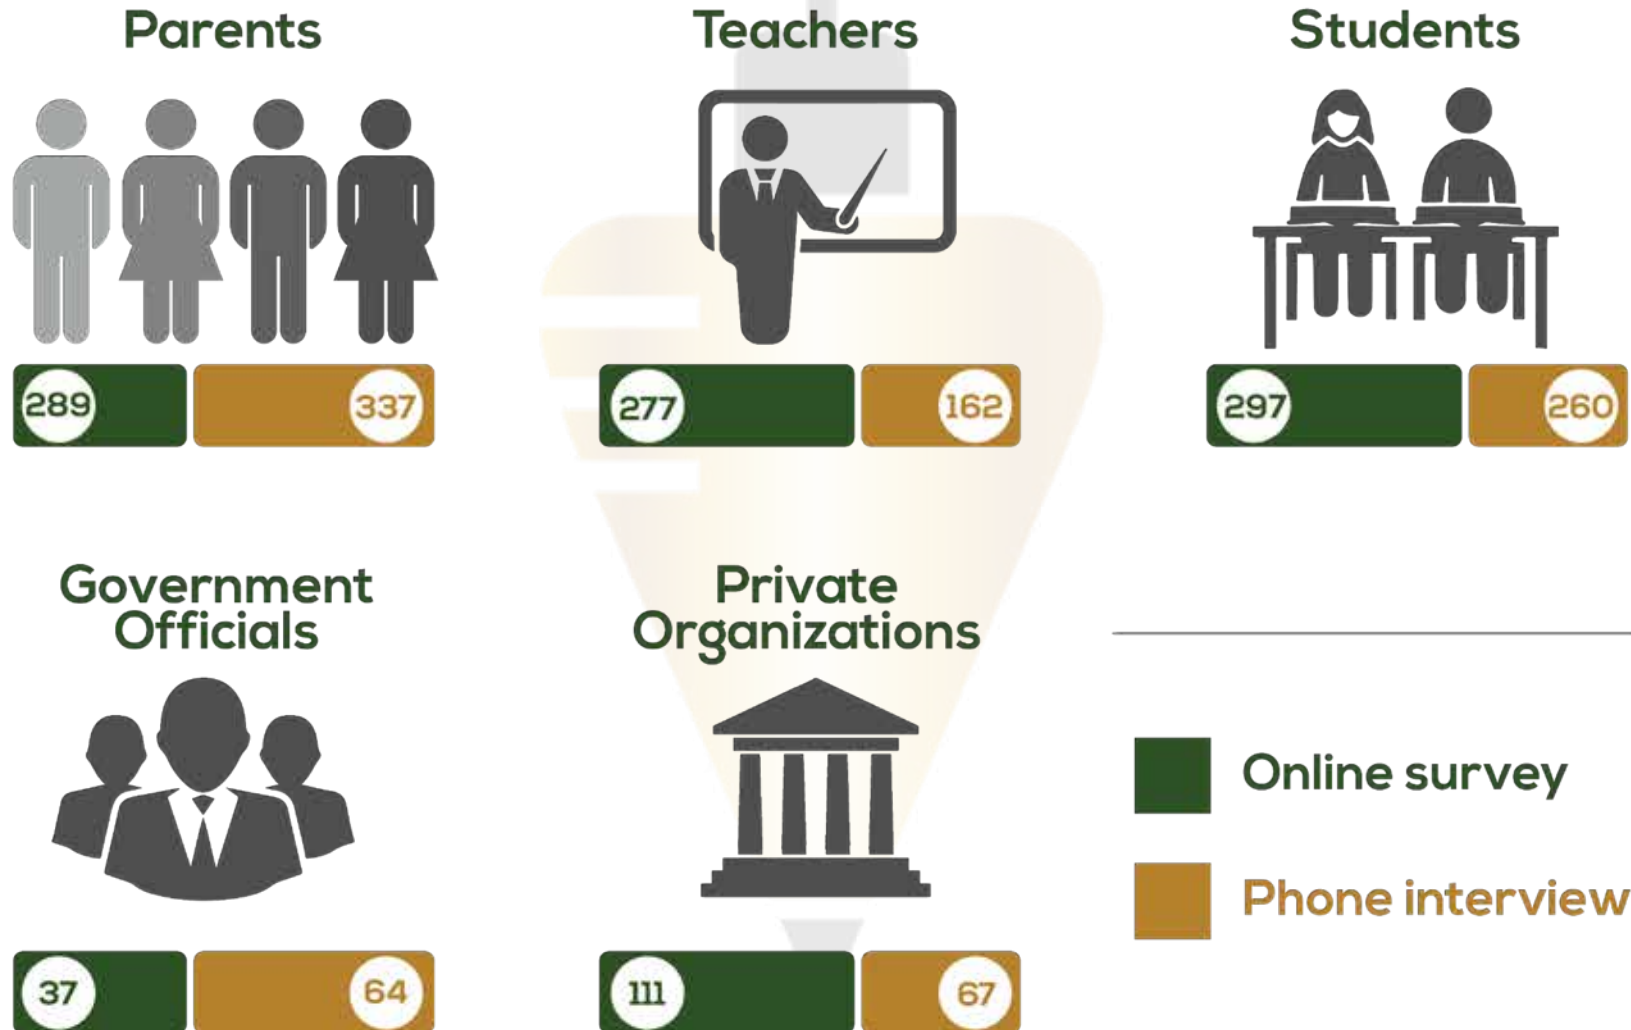 Parents
Teachers
Students
289
337
277
162
297
260
Government
Officials
Private
Organizations
Online survey
Phone interview
37
64
111
67